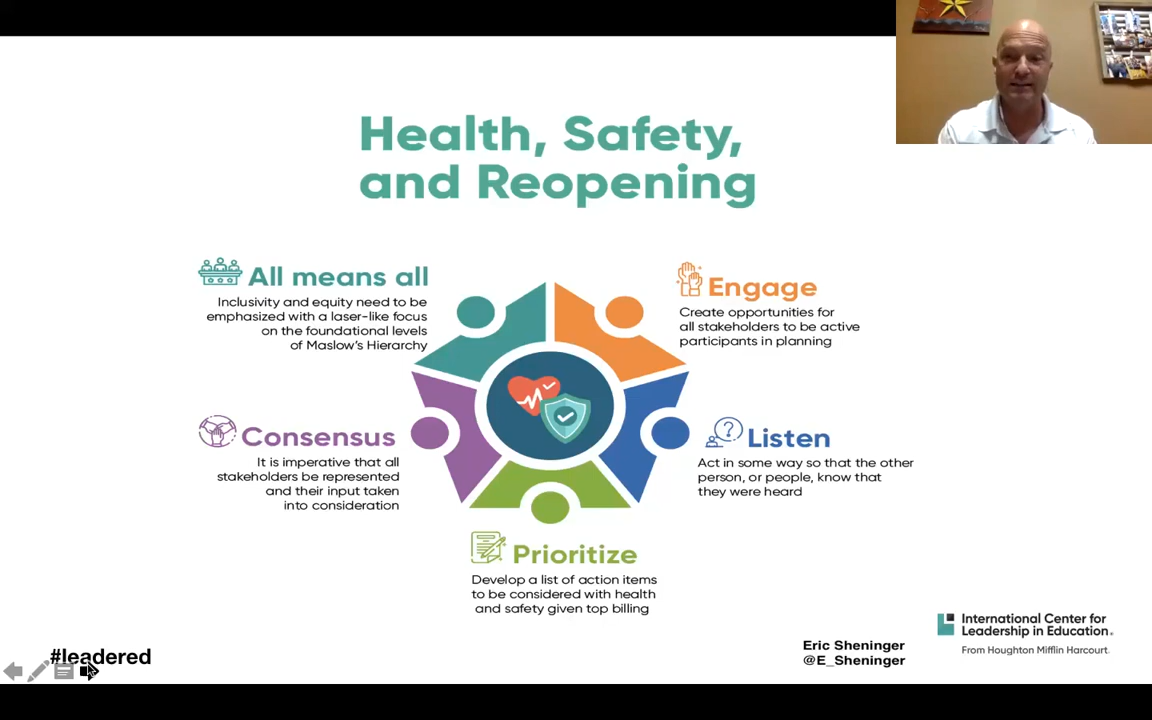 Health, Safety,
and Reopening
All means all
Inclusivity and equity need to be
emphasized with a laser-like focus
on the foundational levels
of Maslow's Hierarchy
Engage
Create opportunities for
all stakeholders to be active
participants in planning
Consensus
It is imperative that all
stakeholders be represented
and their input taken
into consideration
Listen
Act in some way so that the other
person, or people, know that
they were heard
Prioritize
Develop a list of action items
to be considered with health
and safety given top billing
#leadered
Eric Sheninger
@E_Sheninger
International Center for
Leadership in Education.
From Houghton Mifflin Harcourt.